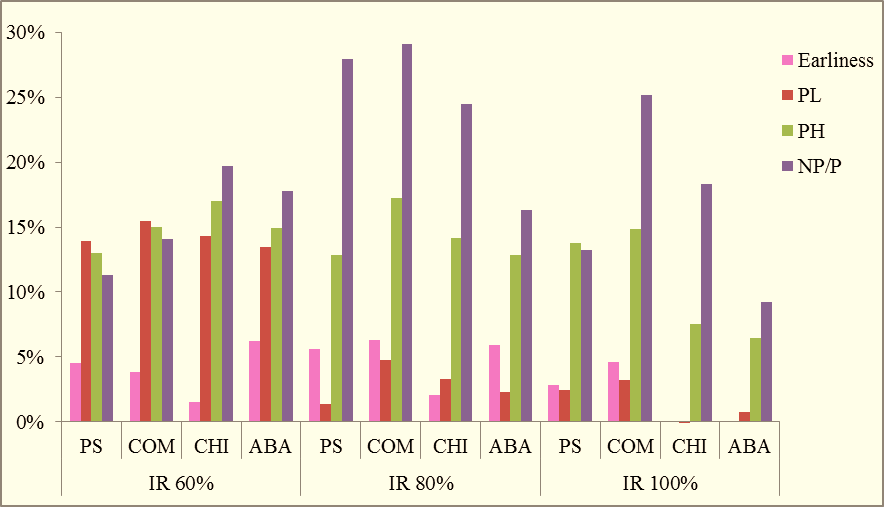 30%
25%
20%
15%
10%
5%
0%
Earliness
PL
PH
NP/P
PS COM CHI ABA PS COM CHI ABA PS COM CHI ABA
IR 60% IR 80% IR 100%